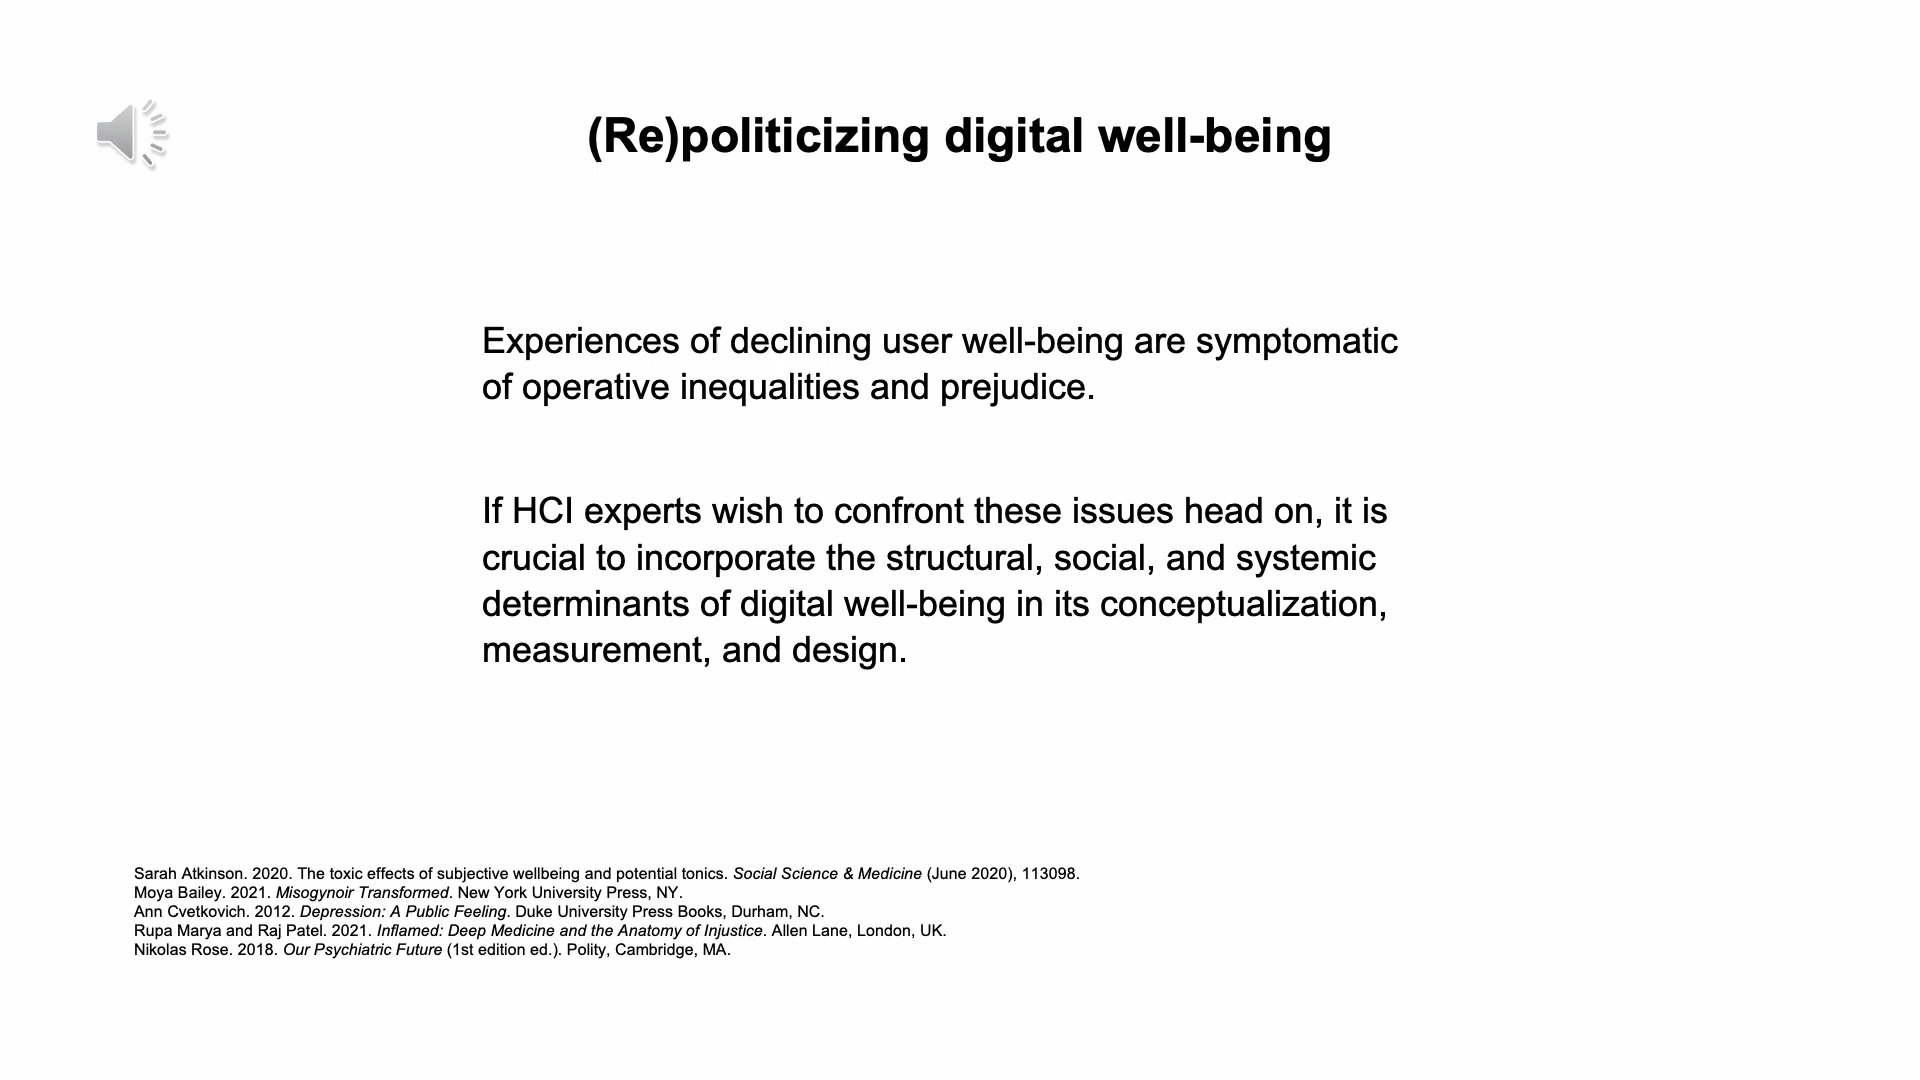 (Re)politicizing digital well-being
Experiences of declining user well-being are symptomatic
of operative inequalities and prejudice.
If HCI experts wish to confront these issues head on, it is
crucial to incorporate the structural, social, and systemic
determinants of digital well-being in its conceptualization,
measurement, and design.
Sarah Atkinson. 2020. The toxic effects of subjective wellbeing and potential tonics. Social Science & Medicine (June 2020), 113098.
Moya Bailey. 2021. Misogynoir Transformed. New York University Press, NY.
Ann Cvetkovich. 2012. Depression: A Public Feeling. Duke University Press Books, Durham, NC.
Rupa Marya and Raj Patel. 2021. Inflamed: Deep Medicine and the Anatomy of Injustice. Allen Lane, London, UK.
Nikolas Rose. 2018. Our Psychiatric Future (1st edition ed.). Polity, Cambridge, MA.